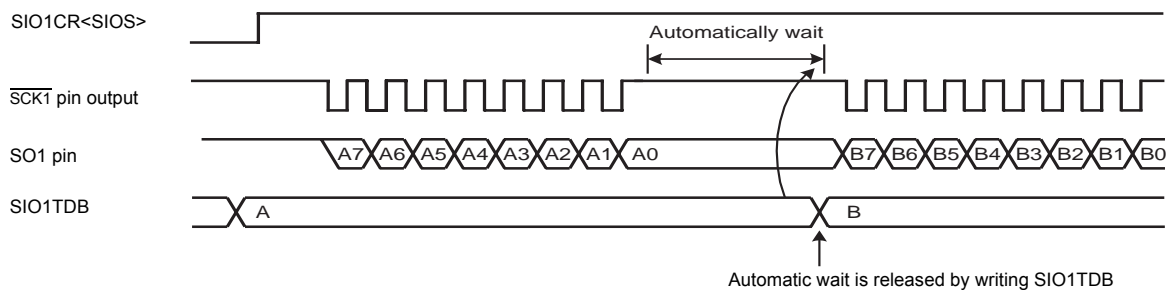 SIO1CR<SIOS>
Automatically wait
SCK1 pin output
SO1 pin
A7 A6 A5 A4 A3 A2 A1 A0 B7 B6 B5 B4 B3 B2 B1 B0
SIO1TDB
A B
Automatic wait is released by writing SIO1TDB